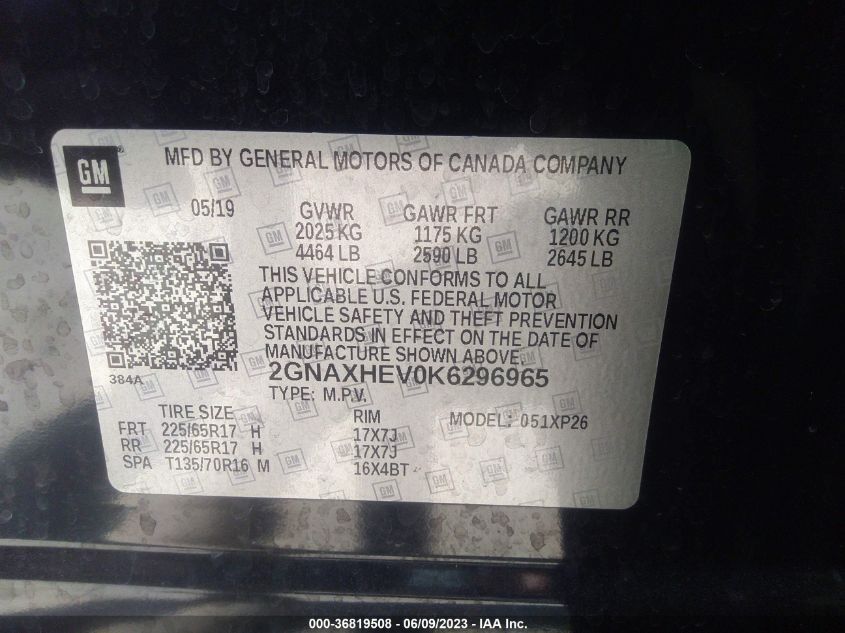 GM
MFD BY GENERAL MOTORS OF CANADA COMPANY
05/19 GVWR GAWR FRT GAWR RR
2025 KG 1175 KG 1200 KG
4464 LB 2590 LB 2645 LB
THIS VEHICLE CONFORMS TO ALL
APPLICABLE U.S. FEDERAL MOTOR
VEHICLE SAFETY AND THEFT PREVENTION
STANDARDS IN EFFECT ON THE DATE OF
MANUFACTURE SHOWN ABOVE.
384A
2GNAXHEV0K6296965
TYPE: M.P.V.
TIRE SIZE RIM MODEL: 051XP26
FRT 225/65R17 H 17X7J
RR 225/65R17 H 17X7J
SPA T135/70R16 M 16X4BT
000-36819508 - 06/09/2023 - IAA Inc.